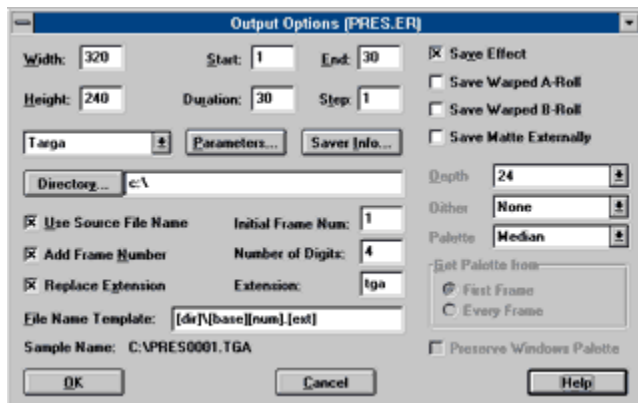 Output Options (PRES.ER)
Width: 320 Start: 1 End: 30
Height: 240 Duration: 30 Step: 1
Targa Parameters... Saver Info...
Directory... c:\
Use Source File Name Initial Frame Num: 1
Add Frame Number Number of Digits: 4
Replace Extension Extension: tga
File Name Template: [dir]\[base][num].[ext]
Sample Name: C:\PRES0001.TGA
OK Cancel Help
Save Effect
Save Warped A-Roll
Save Warped B-Roll
Save Matte Externally
Depth 24
Dither None
Palette Median
Get Palette from
First Frame
Every Frame
Preserve Windows Palette